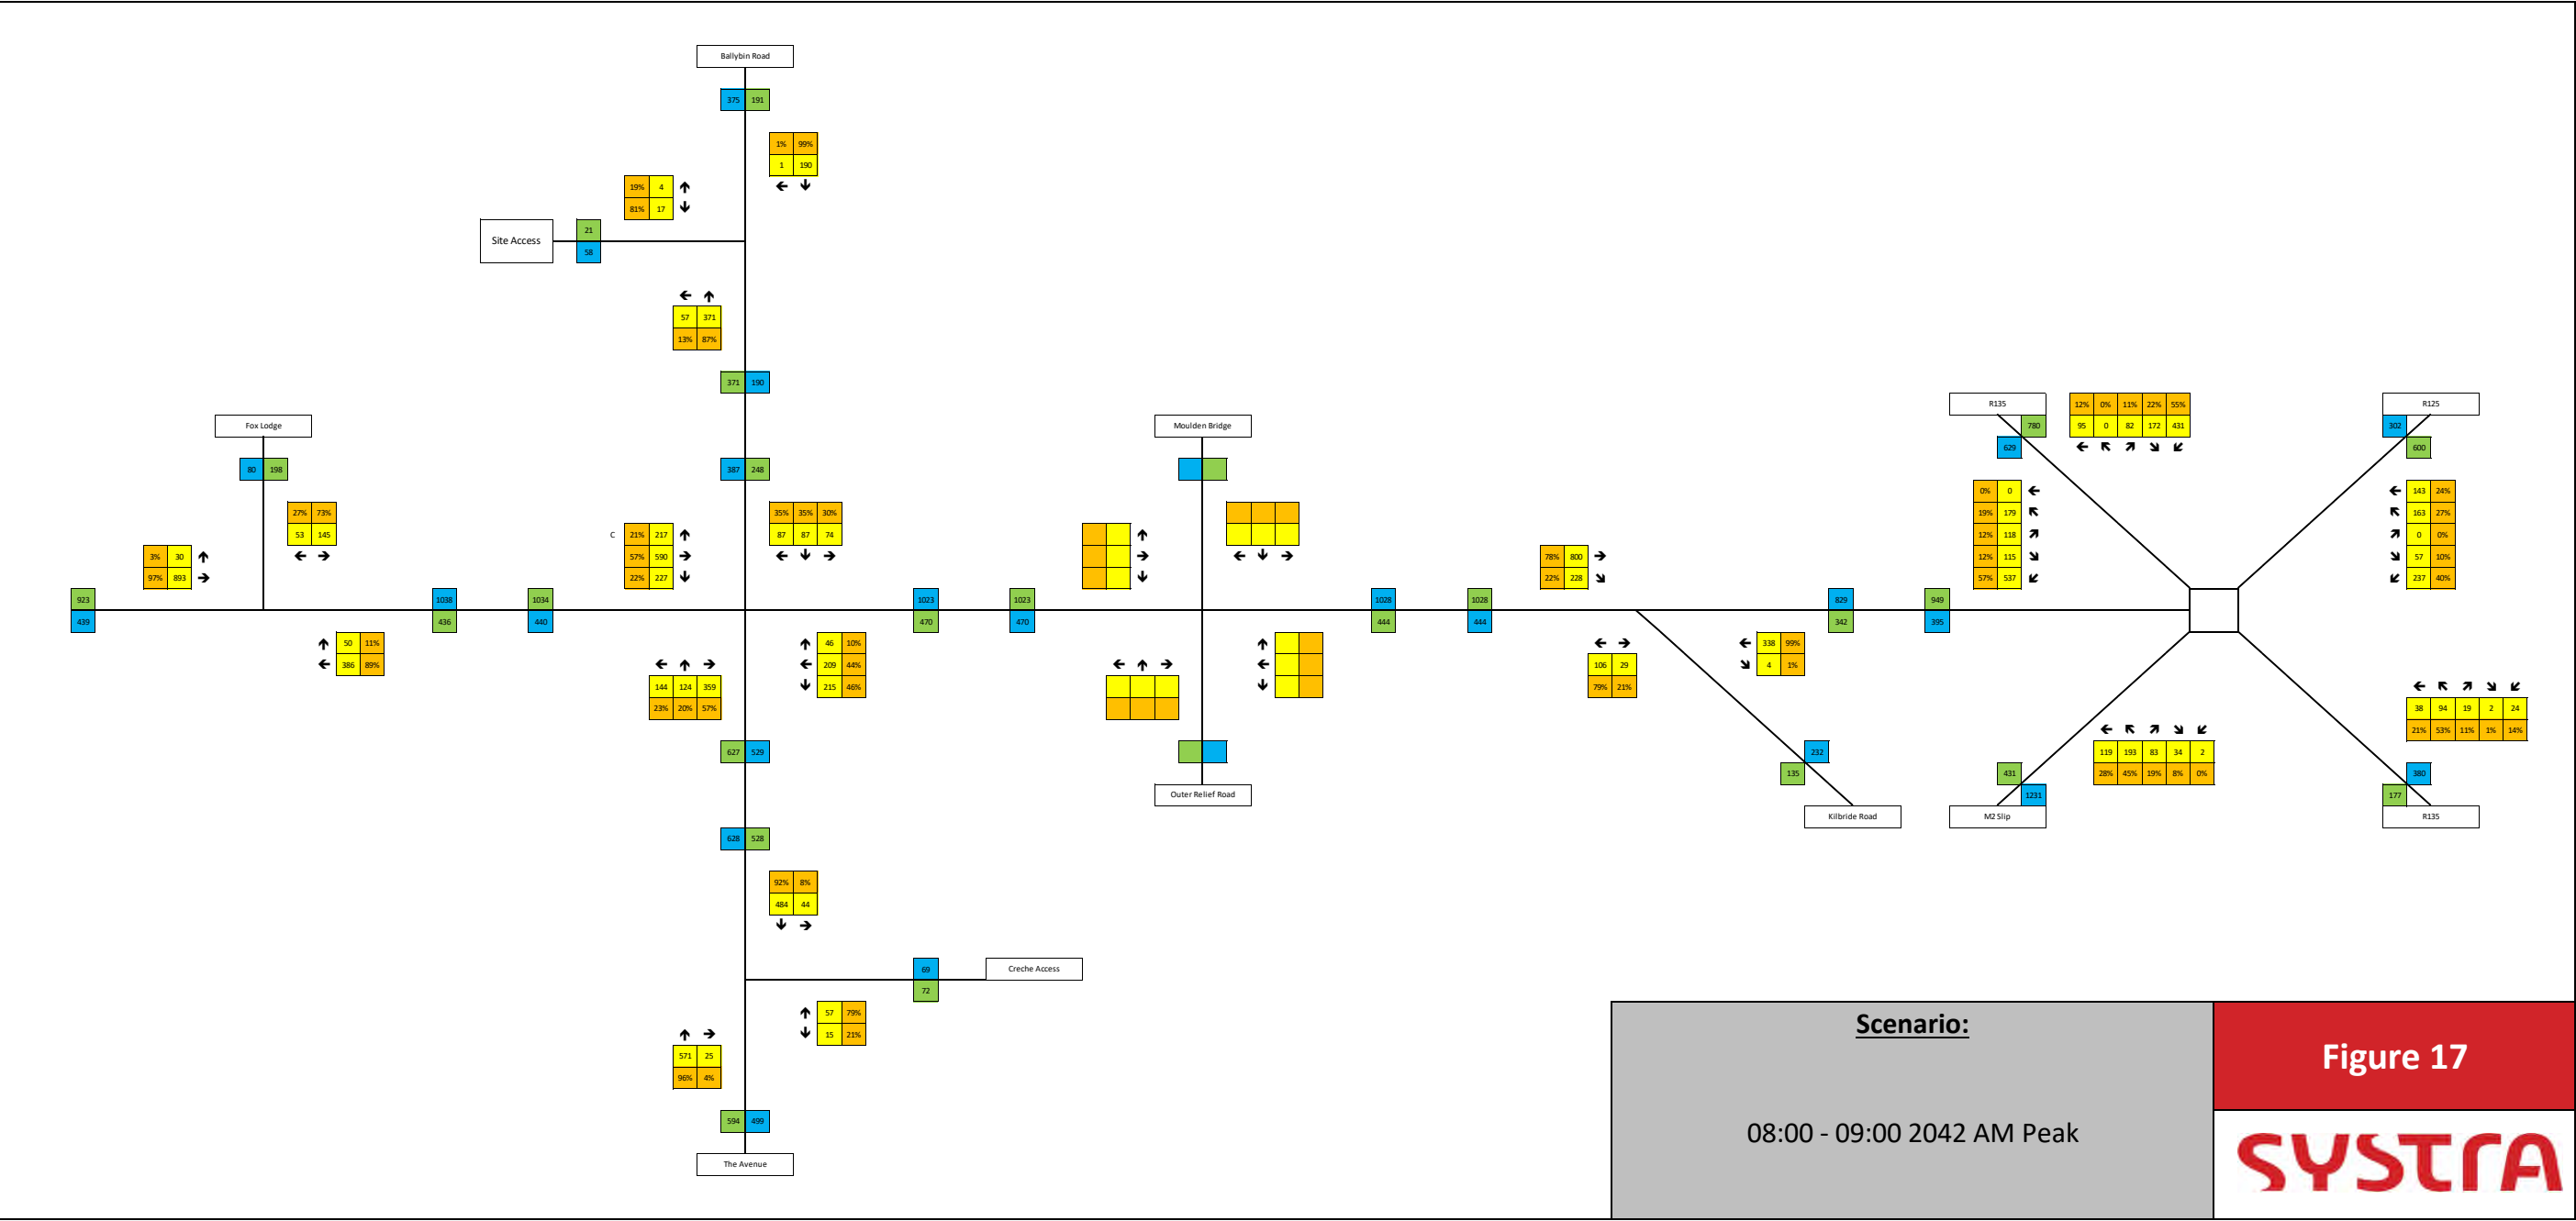 Ballybin Road
375 191
1% 99%
1 190
← ↓
19% 4 ↑
81% 17 ↓
Site Access
21
58
← ↑
57 371
13% 87%
371 190
Fox Lodge
80 198
27% 73%
53 145
← →
3% 30 ↑
97% 893 →
923
439
1038
436
↑ 50 11%
← 386 89%
1034
440
387 248
C 21% 217 ↑
57% 590 →
22% 227 ↓
35% 35% 30%
87 87 74
← ↓ →
← ↑ →
144 124 359
23% 20% 57%
↑ 46 10%
← 209 44%
↓ 215 46%
1023
470
1023
470
627 529
628 528
92% 8%
484 44
↓ →
69
72
Creche Access
↑ 57 79%
↓ 15 21%
↑ →
571 25
96% 4%
594 499
The Avenue
Moulden Bridge
↑
→
↓
← ↓ →
← ↑ →
↑
←
↓
Outer Relief Road
1028
444
1028
444
78% 800 →
22% 228 ↘
← →
106 29
79% 21%
← 338 99%
↘ 4 1%
829
342
949
395
232
135
Kilbride Road
R135
780
629
12% 0% 11% 22% 55%
95 0 82 172 431
← ↖ ↗ ↘ ↙
0% 0 ←
19% 179 ↖
12% 118 ↗
12% 115 ↘
57% 537 ↙
R125
302
600
← 143 24%
↖ 163 27%
↗ 0 0%
↘ 57 10%
↙ 237 40%
← ↖ ↗ ↘ ↙
119 193 83 34 2
28% 45% 19% 8% 0%
431
1231
M2 Slip
← ↖ ↗ ↘ ↙
38 94 19 2 24
21% 53% 11% 1% 14%
380
177
R135
Scenario:
08:00 - 09:00 2042 AM Peak
Figure 17
SYSTRA